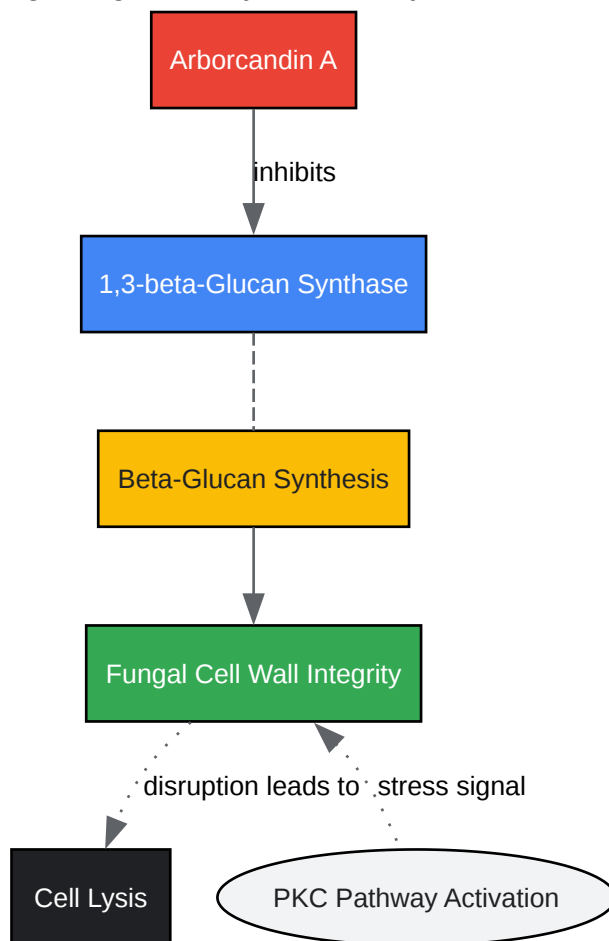 Arborcandin A
inhibits
1,3-beta-Glucan Synthase
Beta-Glucan Synthesis
Fungal Cell Wall Integrity
disruption leads to
stress signal
Cell Lysis
PKC Pathway Activation